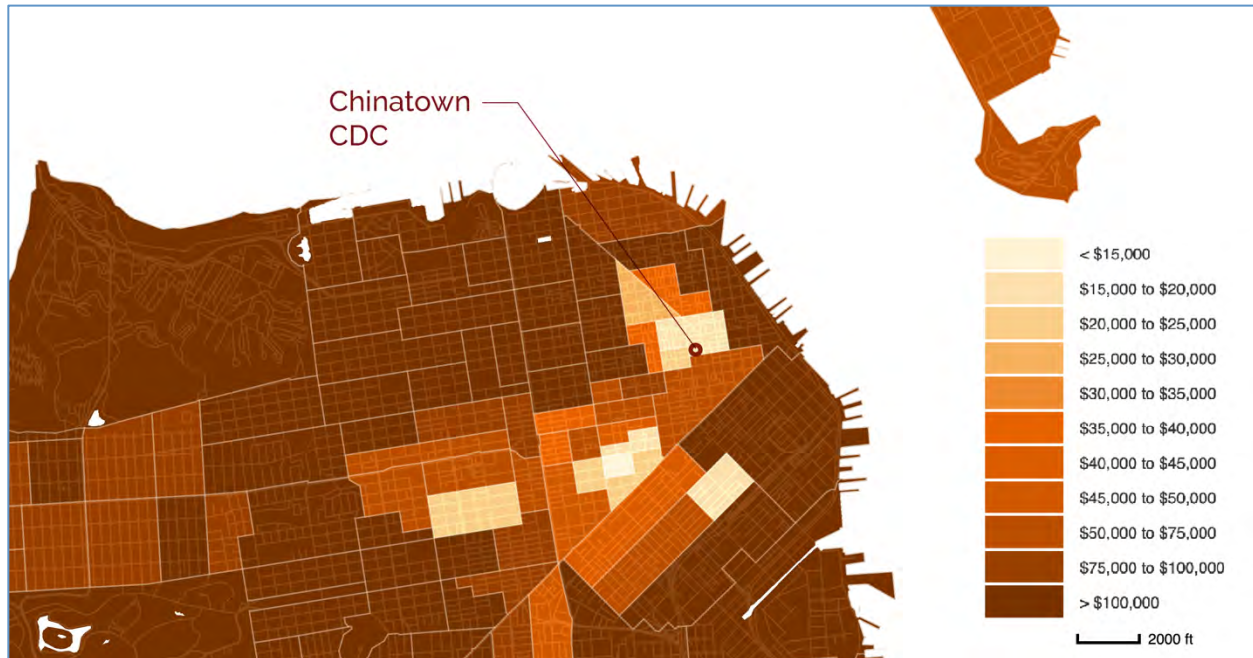 Chinatown
CDC
< $15,000
$15,000 to $20,000
$20,000 to $25,000
$25,000 to $30,000
$30,000 to $35,000
$35,000 to $40,000
$40,000 to $45,000
$45,000 to $50,000
$50,000 to $75,000
$75,000 to $100,000
> $100,000
2000 ft